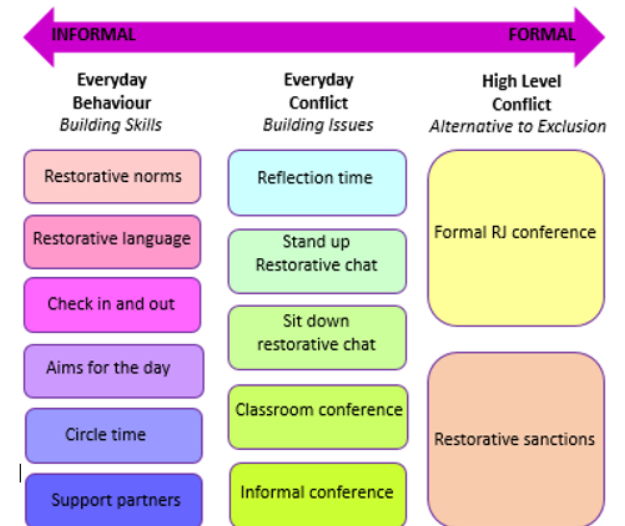 INFORMAL
FORMAL
Everyday
Behaviour
Building Skills
Restorative norms
Restorative language
Check in and out
Aims for the day
Circle time
Support partners
Everyday
Conflict
Building Issues
Reflection time
Stand up
Restorative chat
Sit down
restorative chat
Classroom conference
Informal conference
High Level
Conflict
Alternative to Exclusion
Formal RJ conference
Restorative sanctions